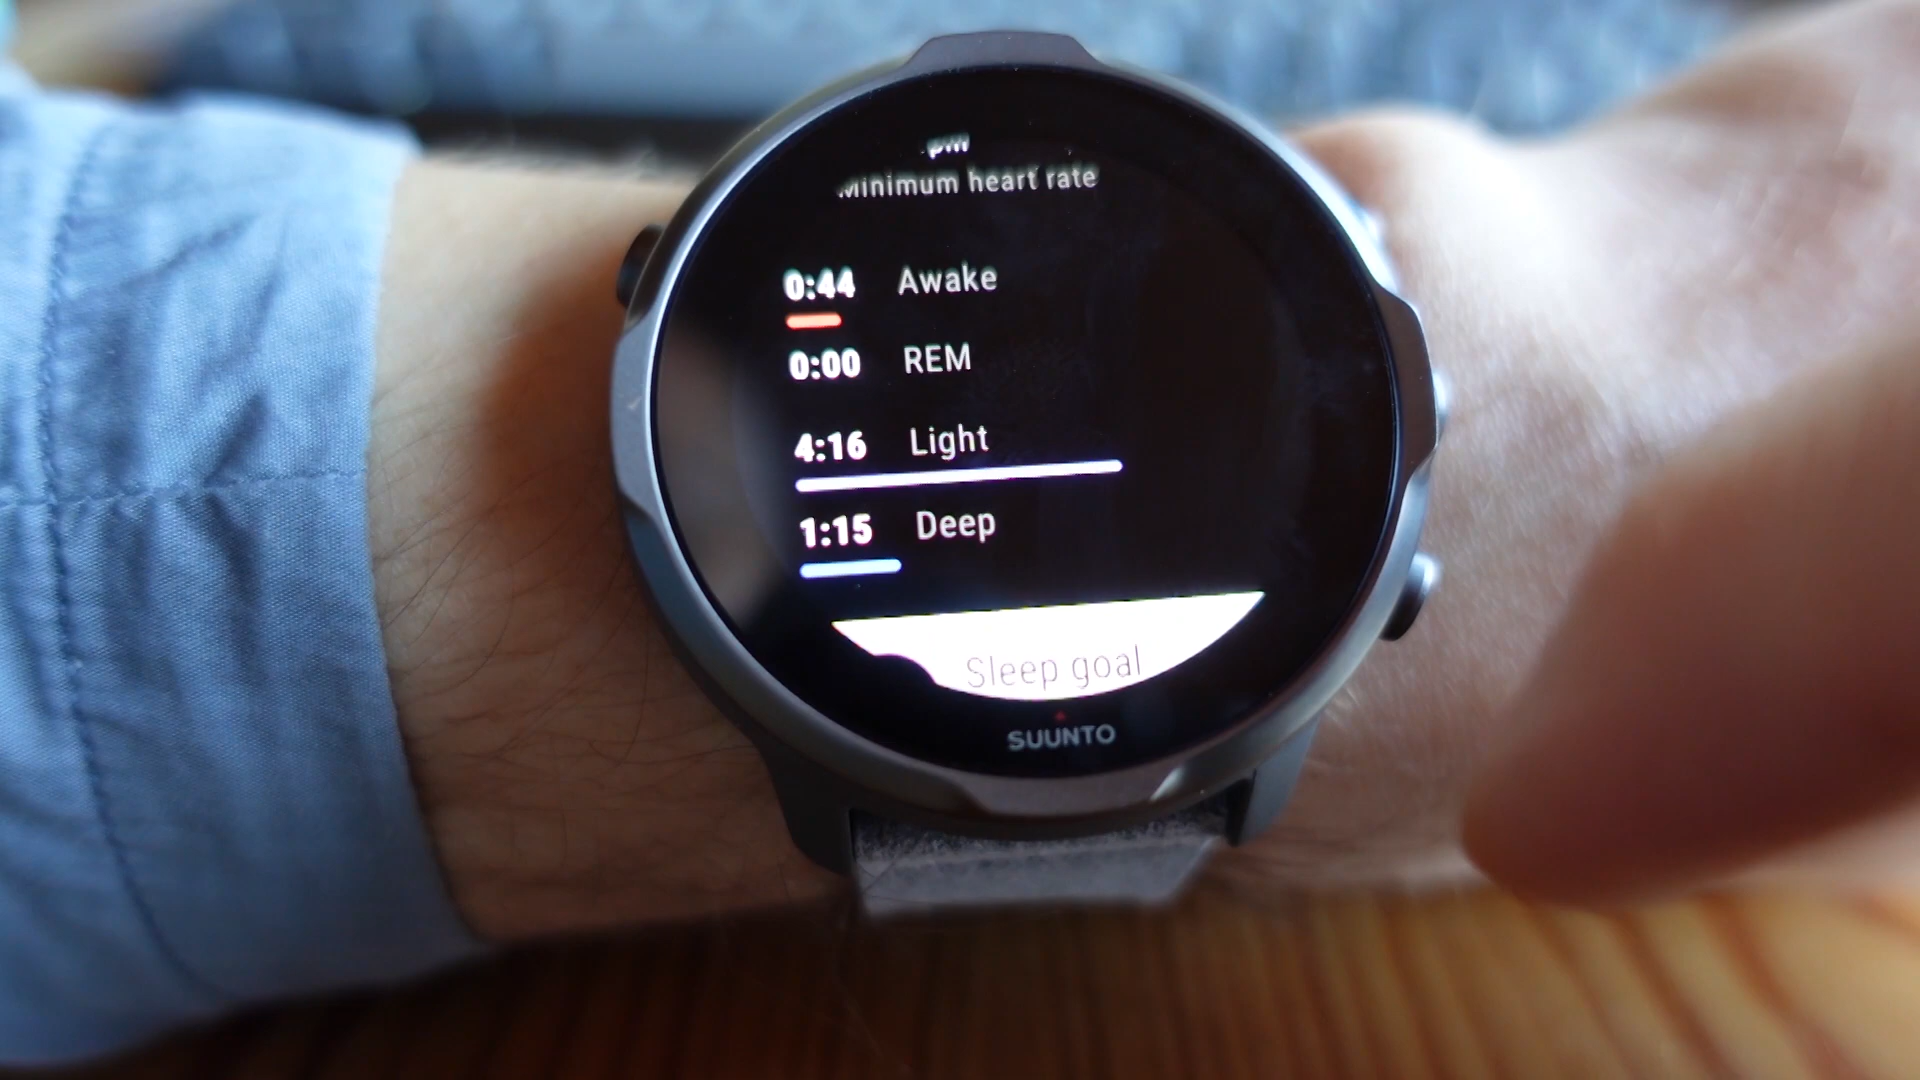 Minimum heart rate
0:44 Awake
0:00 REM
4:16 Light
1:15 Deep
Sleep goal
SUUNTO